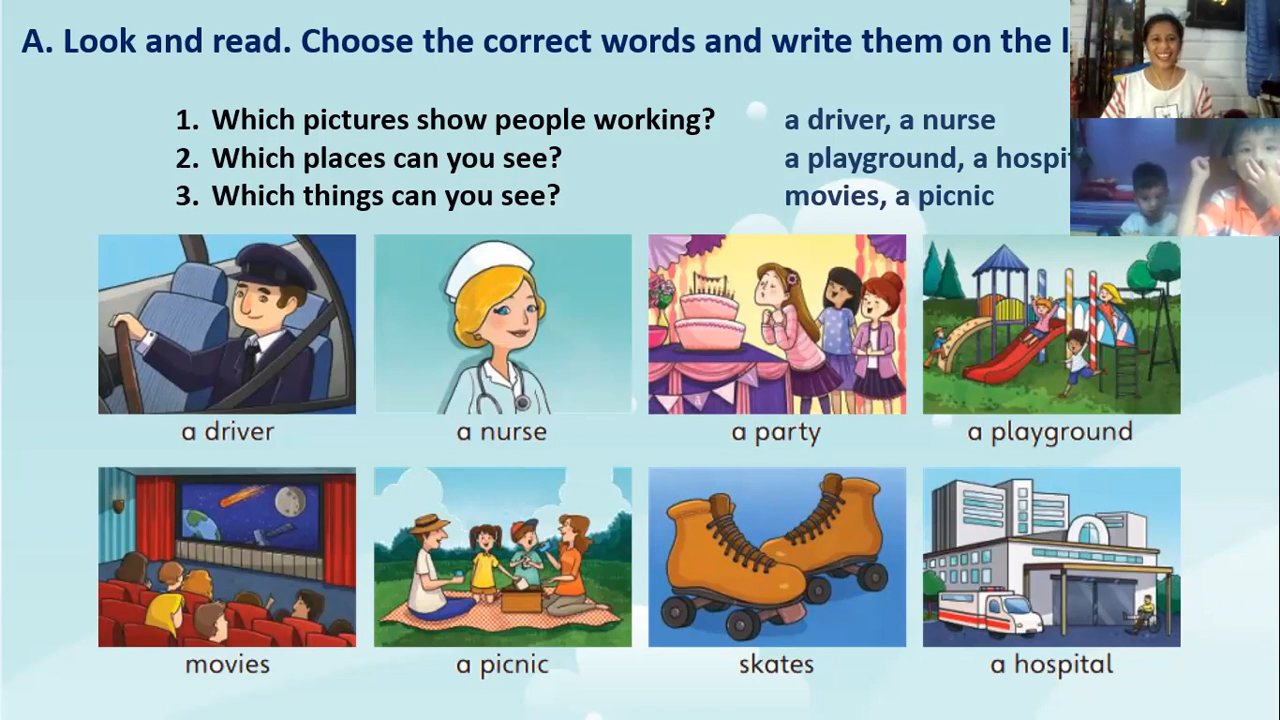 A. Look and read. Choose the correct words and write them on the
1. Which pictures show people working? a driver, a nurse
2. Which places can you see? a playground, a
3. Which things can you see? movies, a picnic
a driver a nurse a party a playground
movies a picnic skates a hospital